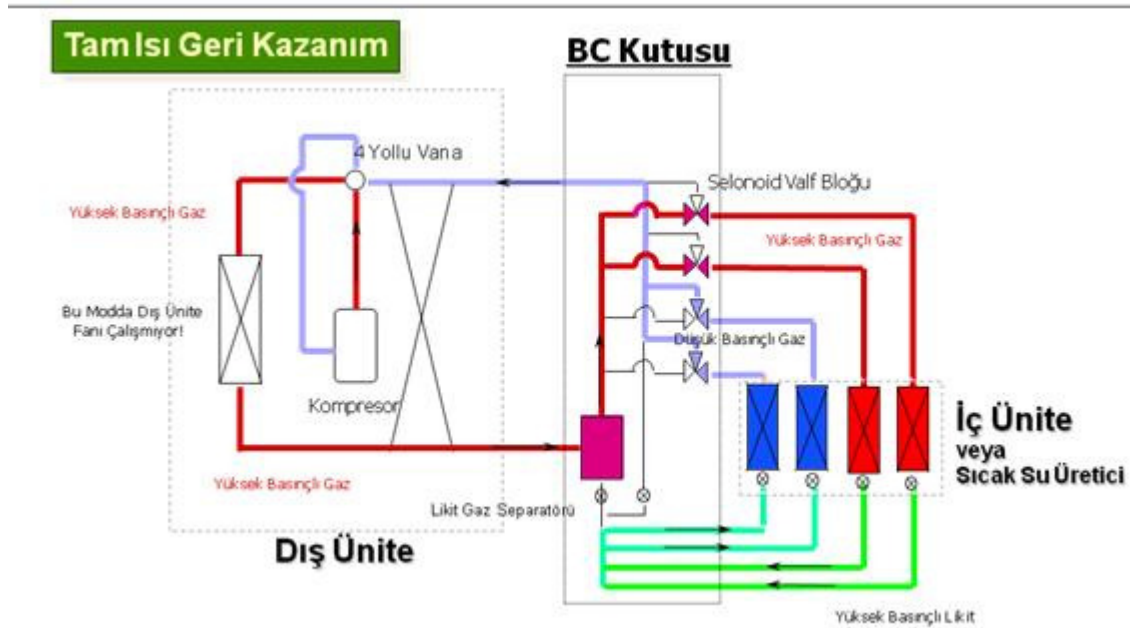 Tam Isı Geri Kazanım
BC Kutusu
4 Yollu Vana
Selonoid Valf Bloğu
Yüksek Basınçlı Gaz
Yüksek Basınçlı Gaz
Bu Modda Dış Ünite
Fanı Çalışmıyor!
Düşük Basınçlı Gaz
Kompresor
İç Ünite
veya
Sıcak Su Üretici
Yüksek Basınçlı Gaz
Likit Gaz Separatörü
Dış Ünite
Yüksek Basınçlı Likit